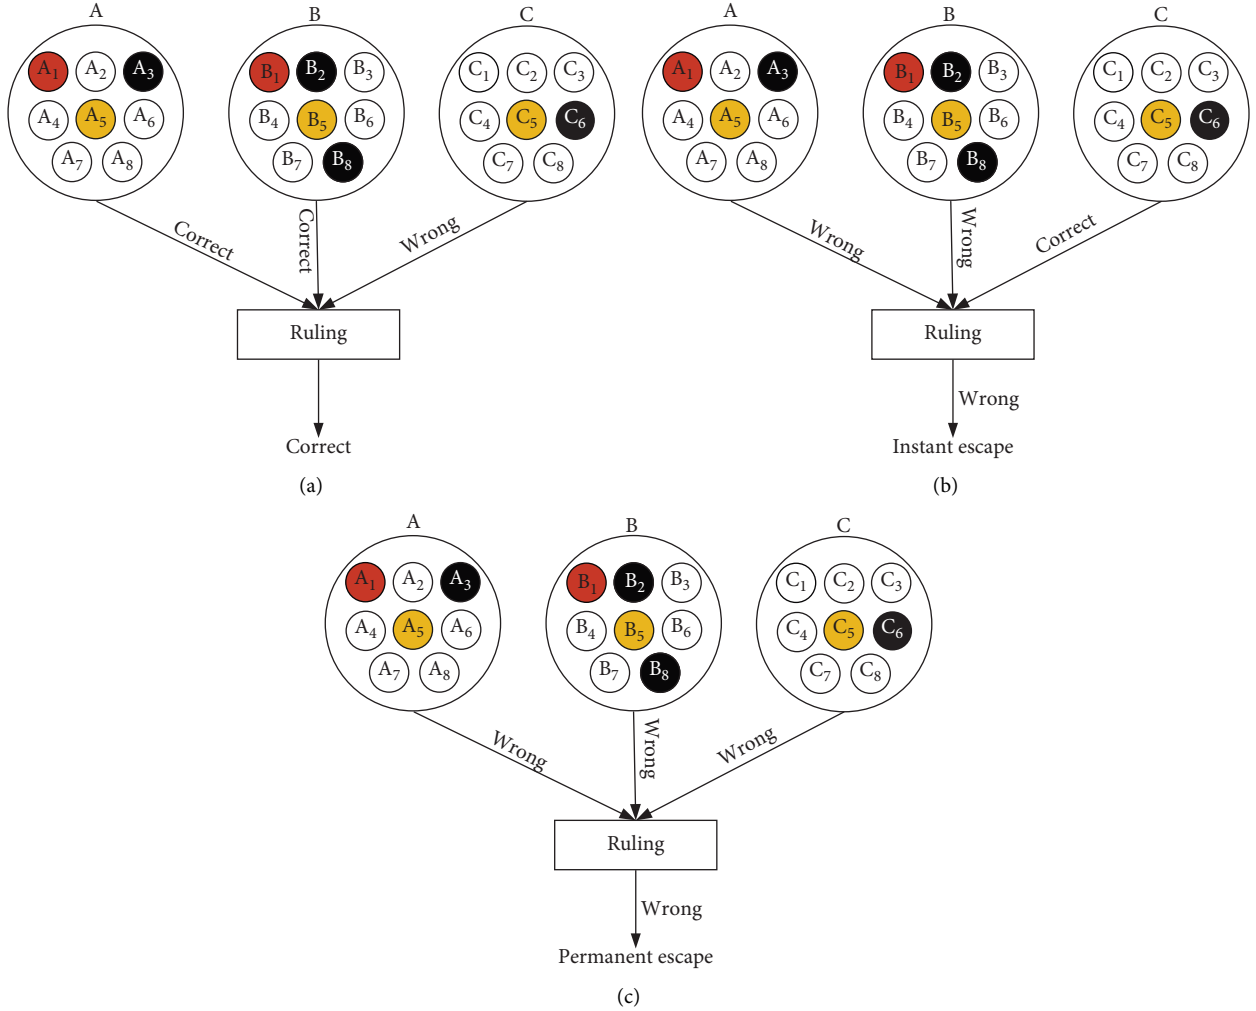 A B C
A1 A2 A3 B1 B2 B3 C1 C2 C3
A4 A5 A6 B4 B5 B6 C4 C5 C6
A7 A8 B7 B8 C7 C8
Correct Correct Wrong
Ruling
Correct
(a)
A B C
A1 A2 A3 B1 B2 B3 C1 C2 C3
A4 A5 A6 B4 B5 B6 C4 C5 C6
A7 A8 B7 B8 C7 C8
Wrong Wrong Correct
Ruling
Wrong
Instant escape
(b)
A B C
A1 A2 A3 B1 B2 B3 C1 C2 C3
A4 A5 A6 B4 B5 B6 C4 C5 C6
A7 A8 B7 B8 C7 C8
Wrong Wrong Wrong
Ruling
Wrong
Permanent escape
(c)